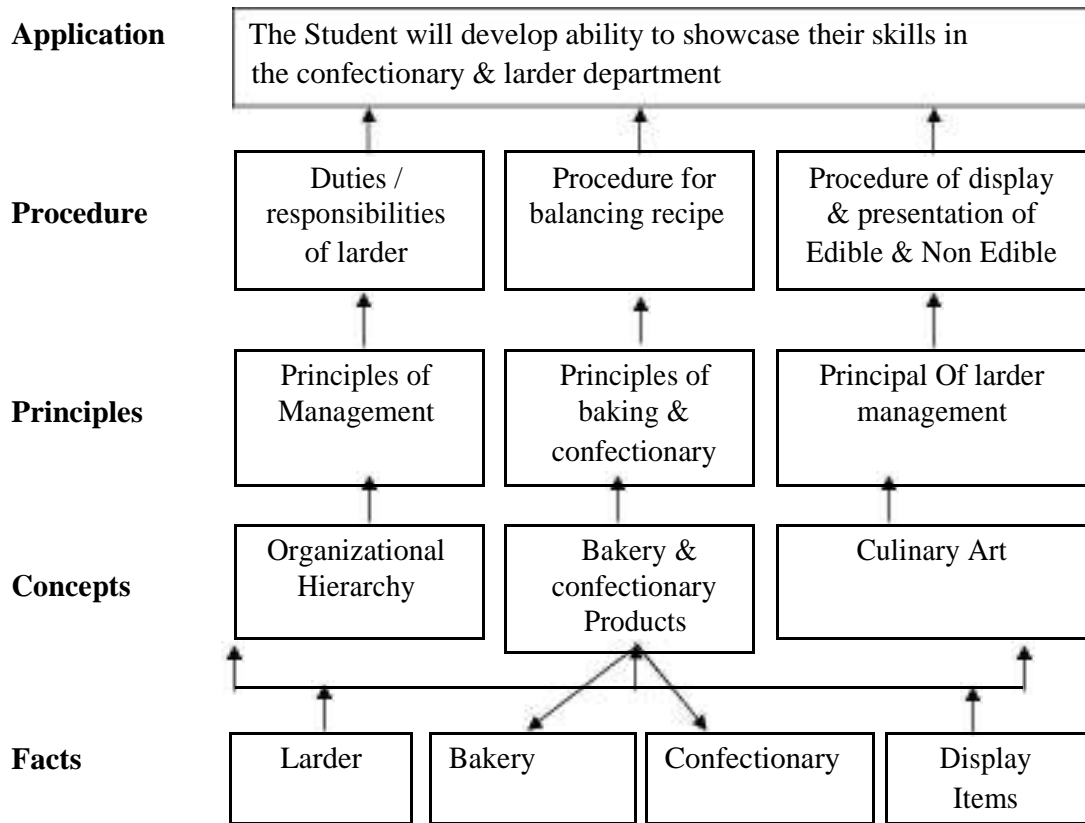 Application
The Student will develop ability to showcase their skills in
the confectionary & larder department
Procedure
Duties /
responsibilities
of larder
Procedure for
balancing recipe
Procedure of display
& presentation of
Edible & Non Edible
Principles
Principles of
Management
Principles of
baking &
confectionary
Principal Of larder
management
Concepts
Organizational
Hierarchy
Bakery &
confectionary
Products
Culinary Art
Facts
Larder
Bakery
Confectionary
Display
Items